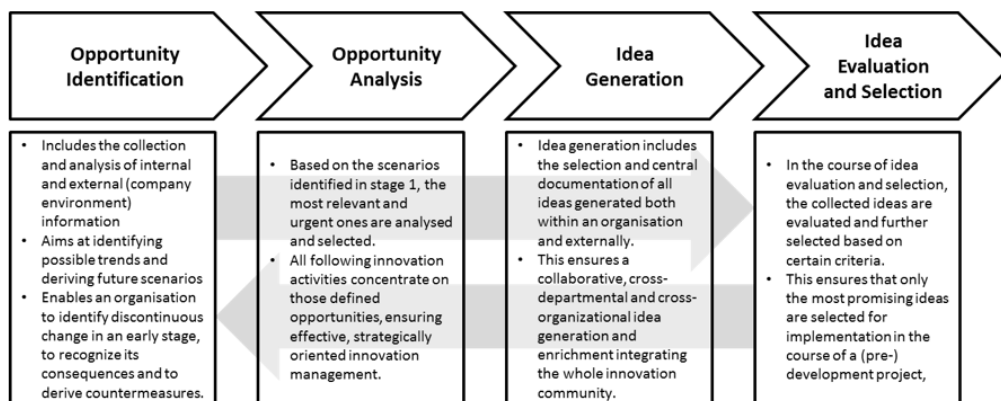 Opportunity
Identification
Opportunity
Analysis
Idea
Generation
Idea
Evaluation
and Selection
• Includes the collection
and analysis of internal
and external (company
environment)
information
• Aims at identifying
possible trends and
deriving future scenarios
• Enables an organisation
to identify discontinuous
change in an early stage,
to recognize its
consequences and to
derive countermeasures.
• Based on the scenarios
identified in stage 1, the
most relevant and
urgent ones are analysed
and selected.
• All following innovation
activities concentrate on
those defined
opportunities, ensuring
effective, strategically
oriented innovation
management.
• Idea generation includes
the selection and central
documentation of all
ideas generated both
within an organisation
and externally.
• This ensures a
collaborative, cross-
departmental and cross-
organizational idea
generation and
enrichment integrating
the whole innovation
community.
• In the course of idea
evaluation and selection,
the collected ideas are
evaluated and further
selected based on
certain criteria.
• This ensures that only
the most promising ideas
are selected for
implementation in the
course of a (pre-)
development project,